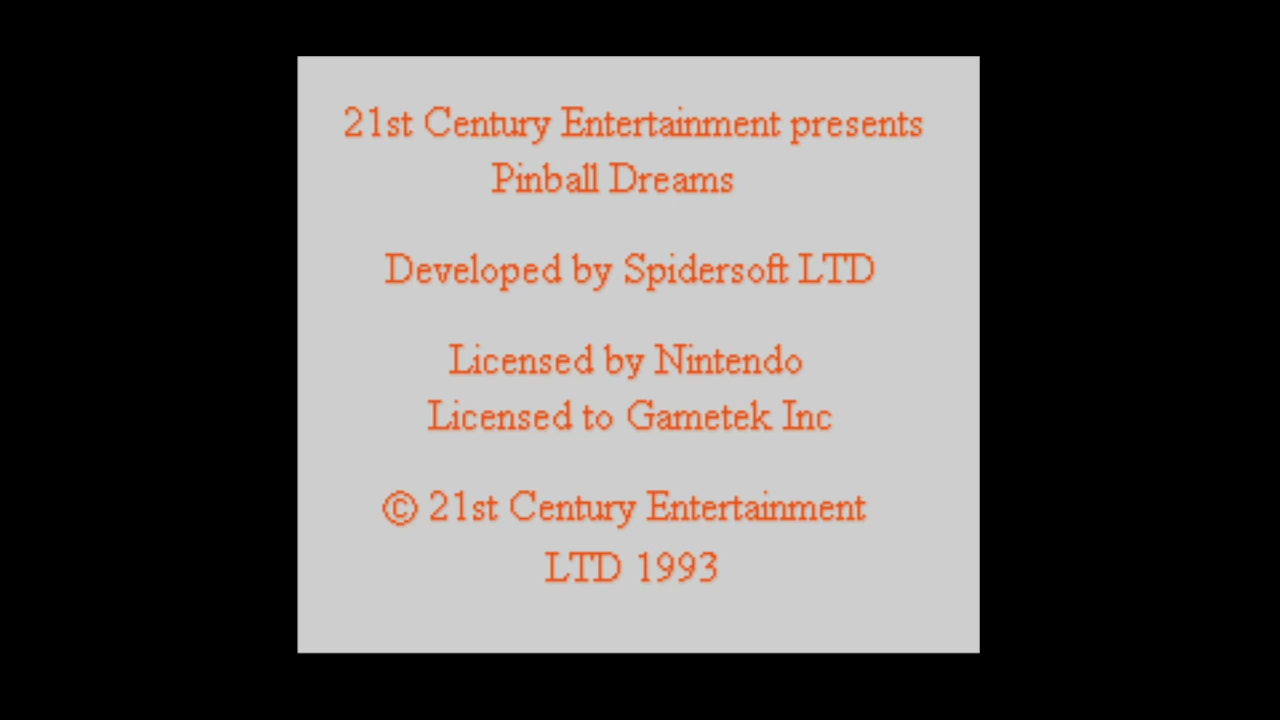 21st Century Entertainment presents
Pinball Dreams
Developed by Spidersoft LTD
Licensed by Nintendo
Licensed to Gametek Inc
© 21st Century Entertainment
LTD 1993